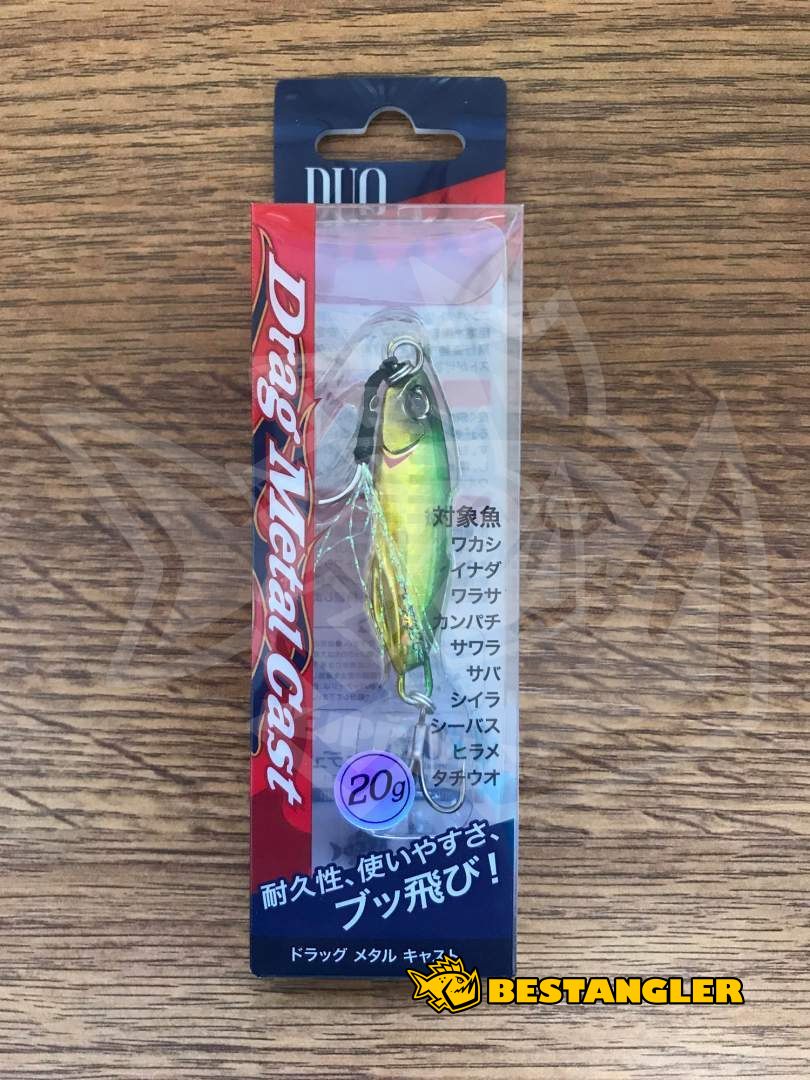 DUO
Drag Metal Cast
対象魚
ワカシ
イナダ
ワラサ
カンパチ
サワラ
サバ
シイラ
シーバス
ヒラメ
タチウオ
20g
耐久性、使いやすさ、
ブッ飛び!
ドラッグ メタル キャスト
BESTANGLER